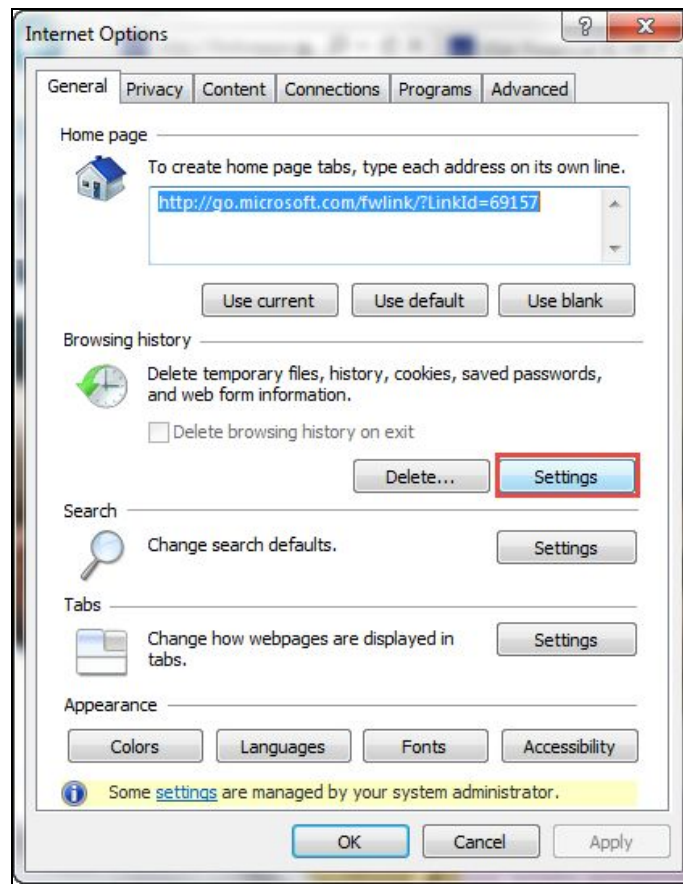 Internet Options
General Privacy Content Connections Programs Advanced
Home page
To create home page tabs, type each address on its own line.
http://go.microsoft.com/fwlink/?LinkId=69157
Use current Use default Use blank
Browsing history
Delete temporary files, history, cookies, saved passwords,
and web form information.
Delete browsing history on exit
Delete... Settings
Search
Change search defaults. Settings
Tabs
Change how webpages are displayed in
tabs.
Settings
Appearance
Colors Languages Fonts Accessibility
Some settings are managed by your system administrator.
OK Cancel Apply